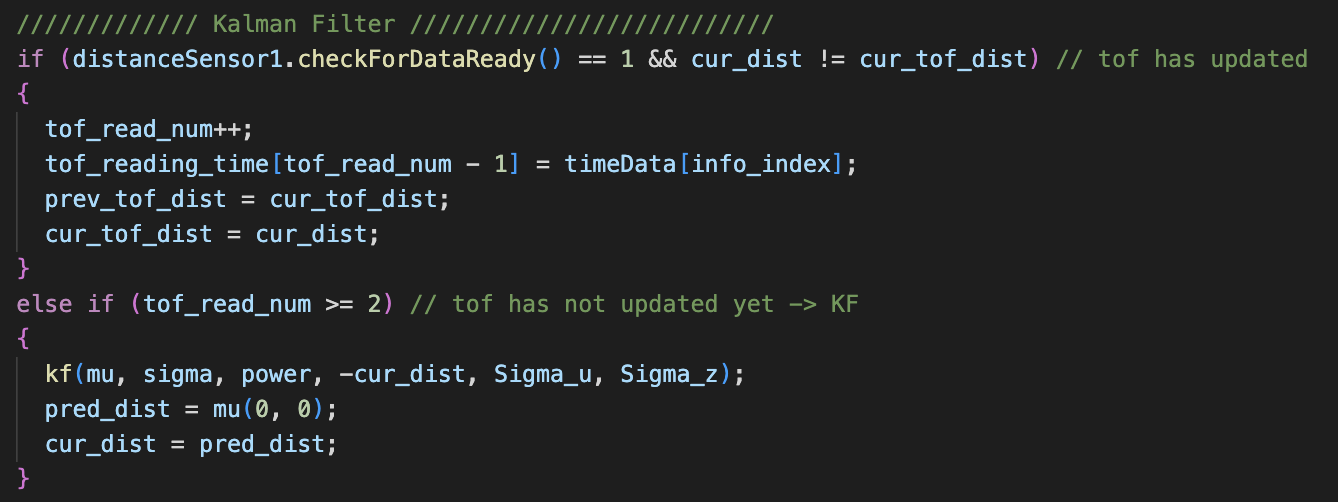 ///////////// Kalman Filter //////////////////////////
if (distanceSensor1.checkForDataReady() == 1 && cur_dist != cur_tof_dist) // tof has updated
{
  tof_read_num++;
  tof_reading_time[tof_read_num - 1] = timeData[info_index];
  prev_tof_dist = cur_tof_dist;
  cur_tof_dist = cur_dist;
}
else if (tof_read_num >= 2) // tof has not updated yet -> KF
{
  kf(mu, sigma, power, -cur_dist, Sigma_u, Sigma_z);
  pred_dist = mu(0, 0);
  cur_dist = pred_dist;
}